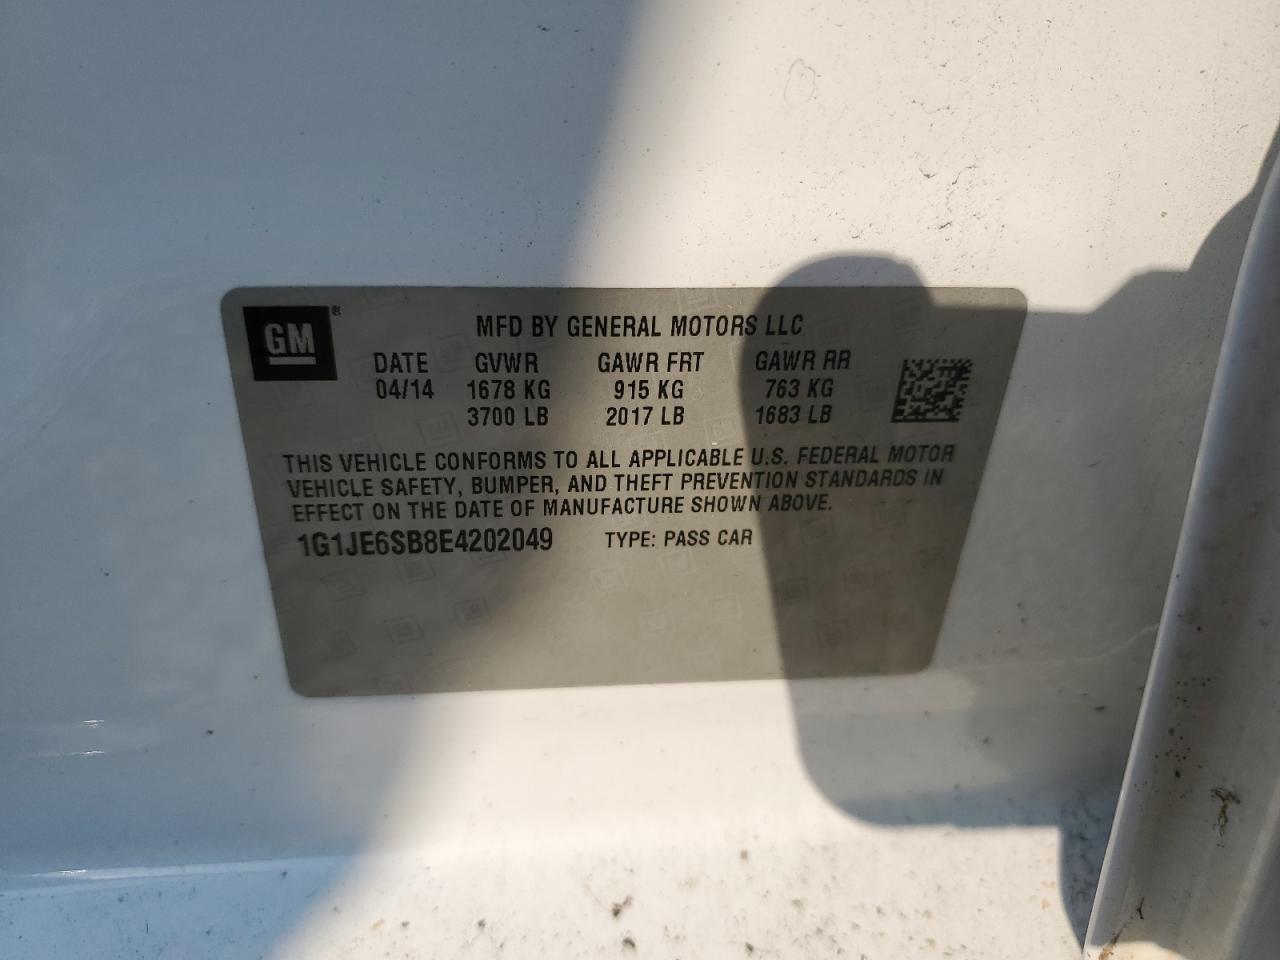 GM ®
MFD BY GENERAL MOTORS LLC
DATE GVWR GAWR FRT GAWR RR
04/14 1678 KG 915 KG 763 KG
3700 LB 2017 LB 1683 LB
THIS VEHICLE CONFORMS TO ALL APPLICABLE U.S. FEDERAL MOTOR
VEHICLE SAFETY, BUMPER, AND THEFT PREVENTION STANDARDS IN
EFFECT ON THE DATE OF MANUFACTURE SHOWN ABOVE.
1G1JE6SB8E4202049 TYPE: PASS CAR